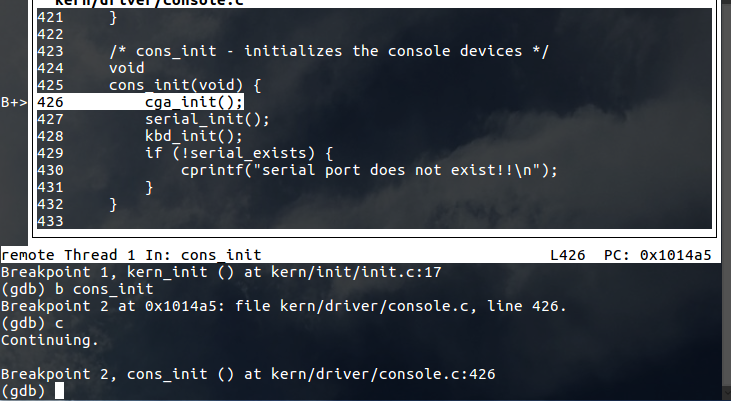 kern/driver/console.c
421     }
422
423     /* cons_init - initializes the console devices */
424     void
425     cons_init(void) {
B+> 426         cga_init();
427         serial_init();
428         kbd_init();
429         if (!serial_exists) {
430             cprintf("serial port does not exist!!\n");
431         }
432     }
433
remote Thread 1 In: cons_init L426 PC: 0x1014a5
Breakpoint 1, kern_init () at kern/init/init.c:17
(gdb) b cons_init
Breakpoint 2 at 0x1014a5: file kern/driver/console.c, line 426.
(gdb) c
Continuing.
Breakpoint 2, cons_init () at kern/driver/console.c:426
(gdb)